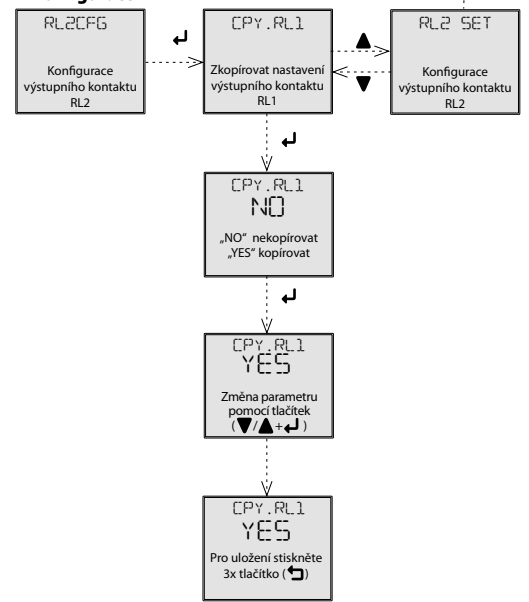 RL2CFG
Konfigurace
výstupního kontaktu
RL2
CPY.RL1
Zkopírovat nastavení
výstupního kontaktu
RL1
RL2 SET
Konfigurace
výstupního kontaktu
RL2
CPY.RL1
NO
„NO“ nekopírovat
„YES“ kopírovat
CPY.RL1
YES
Změna parametru
pomocí tlačítek
(▼/▲+↵)
CPY.RL1
YES
Pro uložení stiskněte
3x tlačítko (⮌)